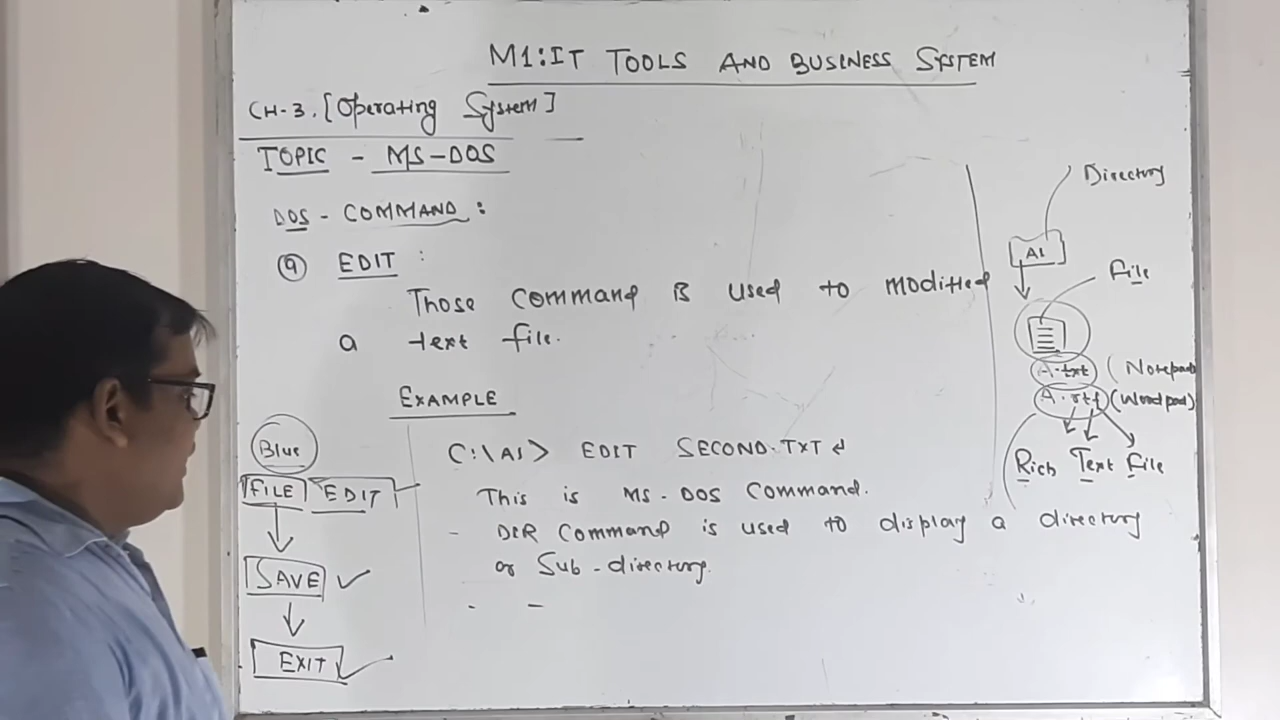 M1:IT TOOLS AND BUSINESS SYSTEM
CH-3. [Operating System]
TOPIC - MS-DOS
DOS - COMMAND :
9 EDIT :
Those Command is used to modified
a text file.
EXAMPLE
C:\A1> EDIT SECOND.TXT ↲
This is MS-DOS Command.
- DIR Command is used to display a directory
or Sub-directory.
- -
Blue
FILE EDIT
SAVE
EXIT
Directory
A1
File
A.txt (Notepad)
A.rtf (Wordpad)
Rich Text File